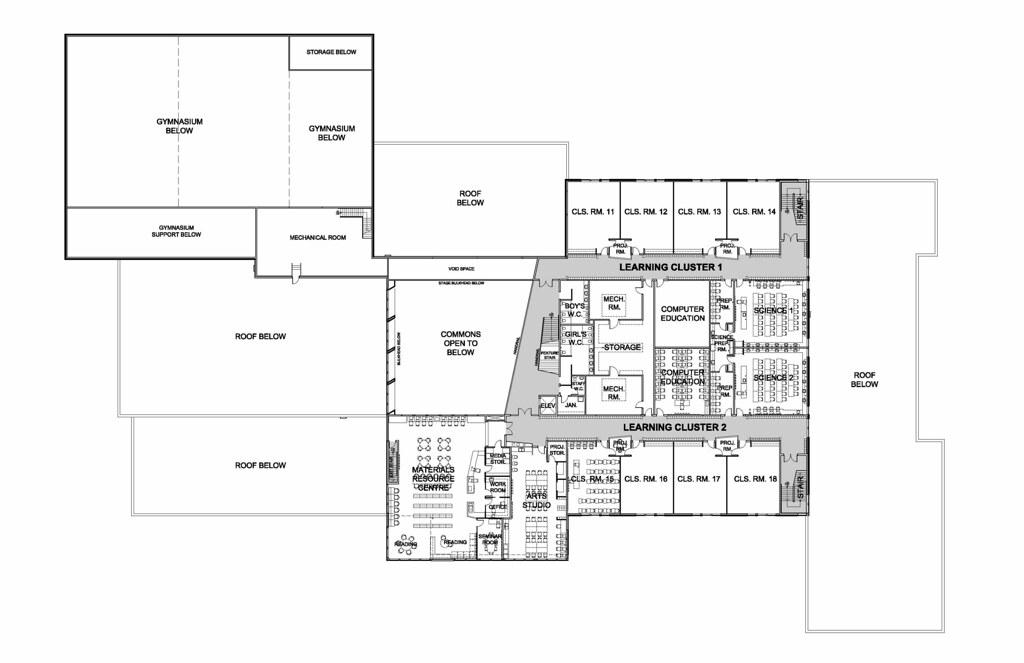 STORAGE BELOW
GYMNASIUM
BELOW
GYMNASIUM
BELOW
ROOF
BELOW
CLS. RM. 11
CLS. RM. 12
CLS. RM. 13
CLS. RM. 14
STAIR
GYMNASIUM
SUPPORT BELOW
MECHANICAL ROOM
PROJ.
RM.
PROJ.
RM.
VOID SPACE
LEARNING CLUSTER 1
STAGE BLUKHEAD BELOW
BLUKHEAD BELOW
COMMONS
OPEN TO
BELOW
BOY'S
W.C.
MECH.
RM.
COMPUTER
EDUCATION
PREP
RM.
SCIENCE 1
ROOF BELOW
GIRL'S
W.C.
STORAGE
SCIENCE
PREP
RM.
FEATURE
STAIR
COMPUTER
EDUCATION
PREP
RM.
SCIENCE 2
ROOF
BELOW
STAFF
W.C.
MECH.
RM.
ELEV.
JAN.
LEARNING CLUSTER 2
ROOF BELOW
MATERIALS
RESOURCE
CENTRE
MEDIA
STOR.
PROJ.
STOR.
PROJ.
RM.
PROJ.
RM.
WORK
ROOM
OFFICE
ARTS
STUDIO
CLS. RM. 15
CLS. RM. 16
CLS. RM. 17
CLS. RM. 18
STAIR
READING
READING
SEMINAR
ROOM